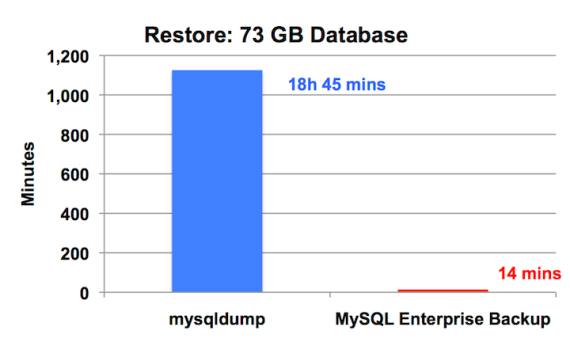 Restore: 73 GB Database
1,200
1,000
800
600
400
200
0
Minutes
18h 45 mins
14 mins
mysqldump
MySQL Enterprise Backup